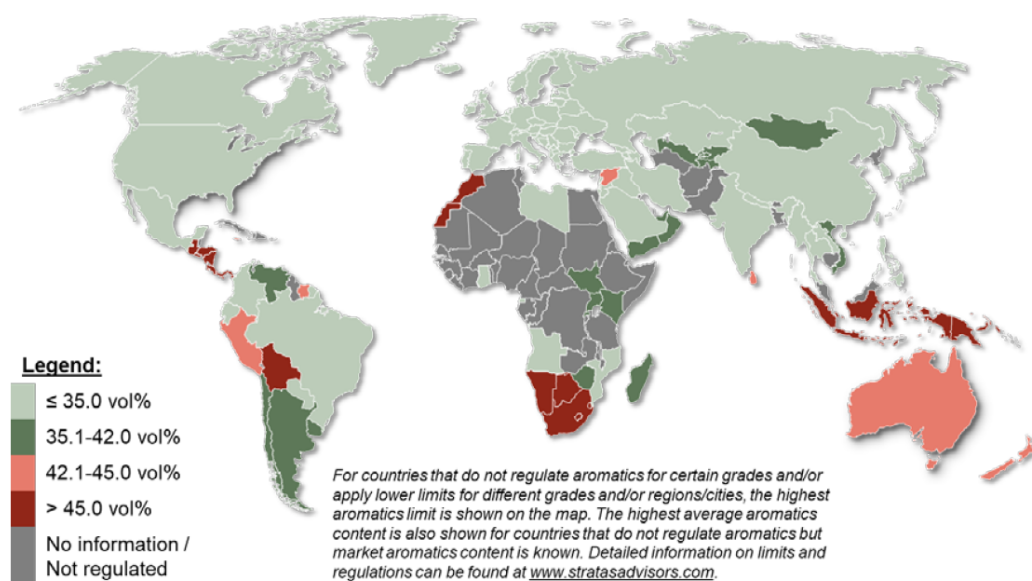 Legend:
≤ 35.0 vol%
35.1-42.0 vol%
42.1-45.0 vol%
> 45.0 vol%
No information /
Not regulated
For countries that do not regulate aromatics for certain grades and/or
apply lower limits for different grades and/or regions/cities, the highest
aromatics limit is shown on the map. The highest average aromatics
content is also shown for countries that do not regulate aromatics but
market aromatics content is known. Detailed information on limits and
regulations can be found at www.stratasadvisors.com.